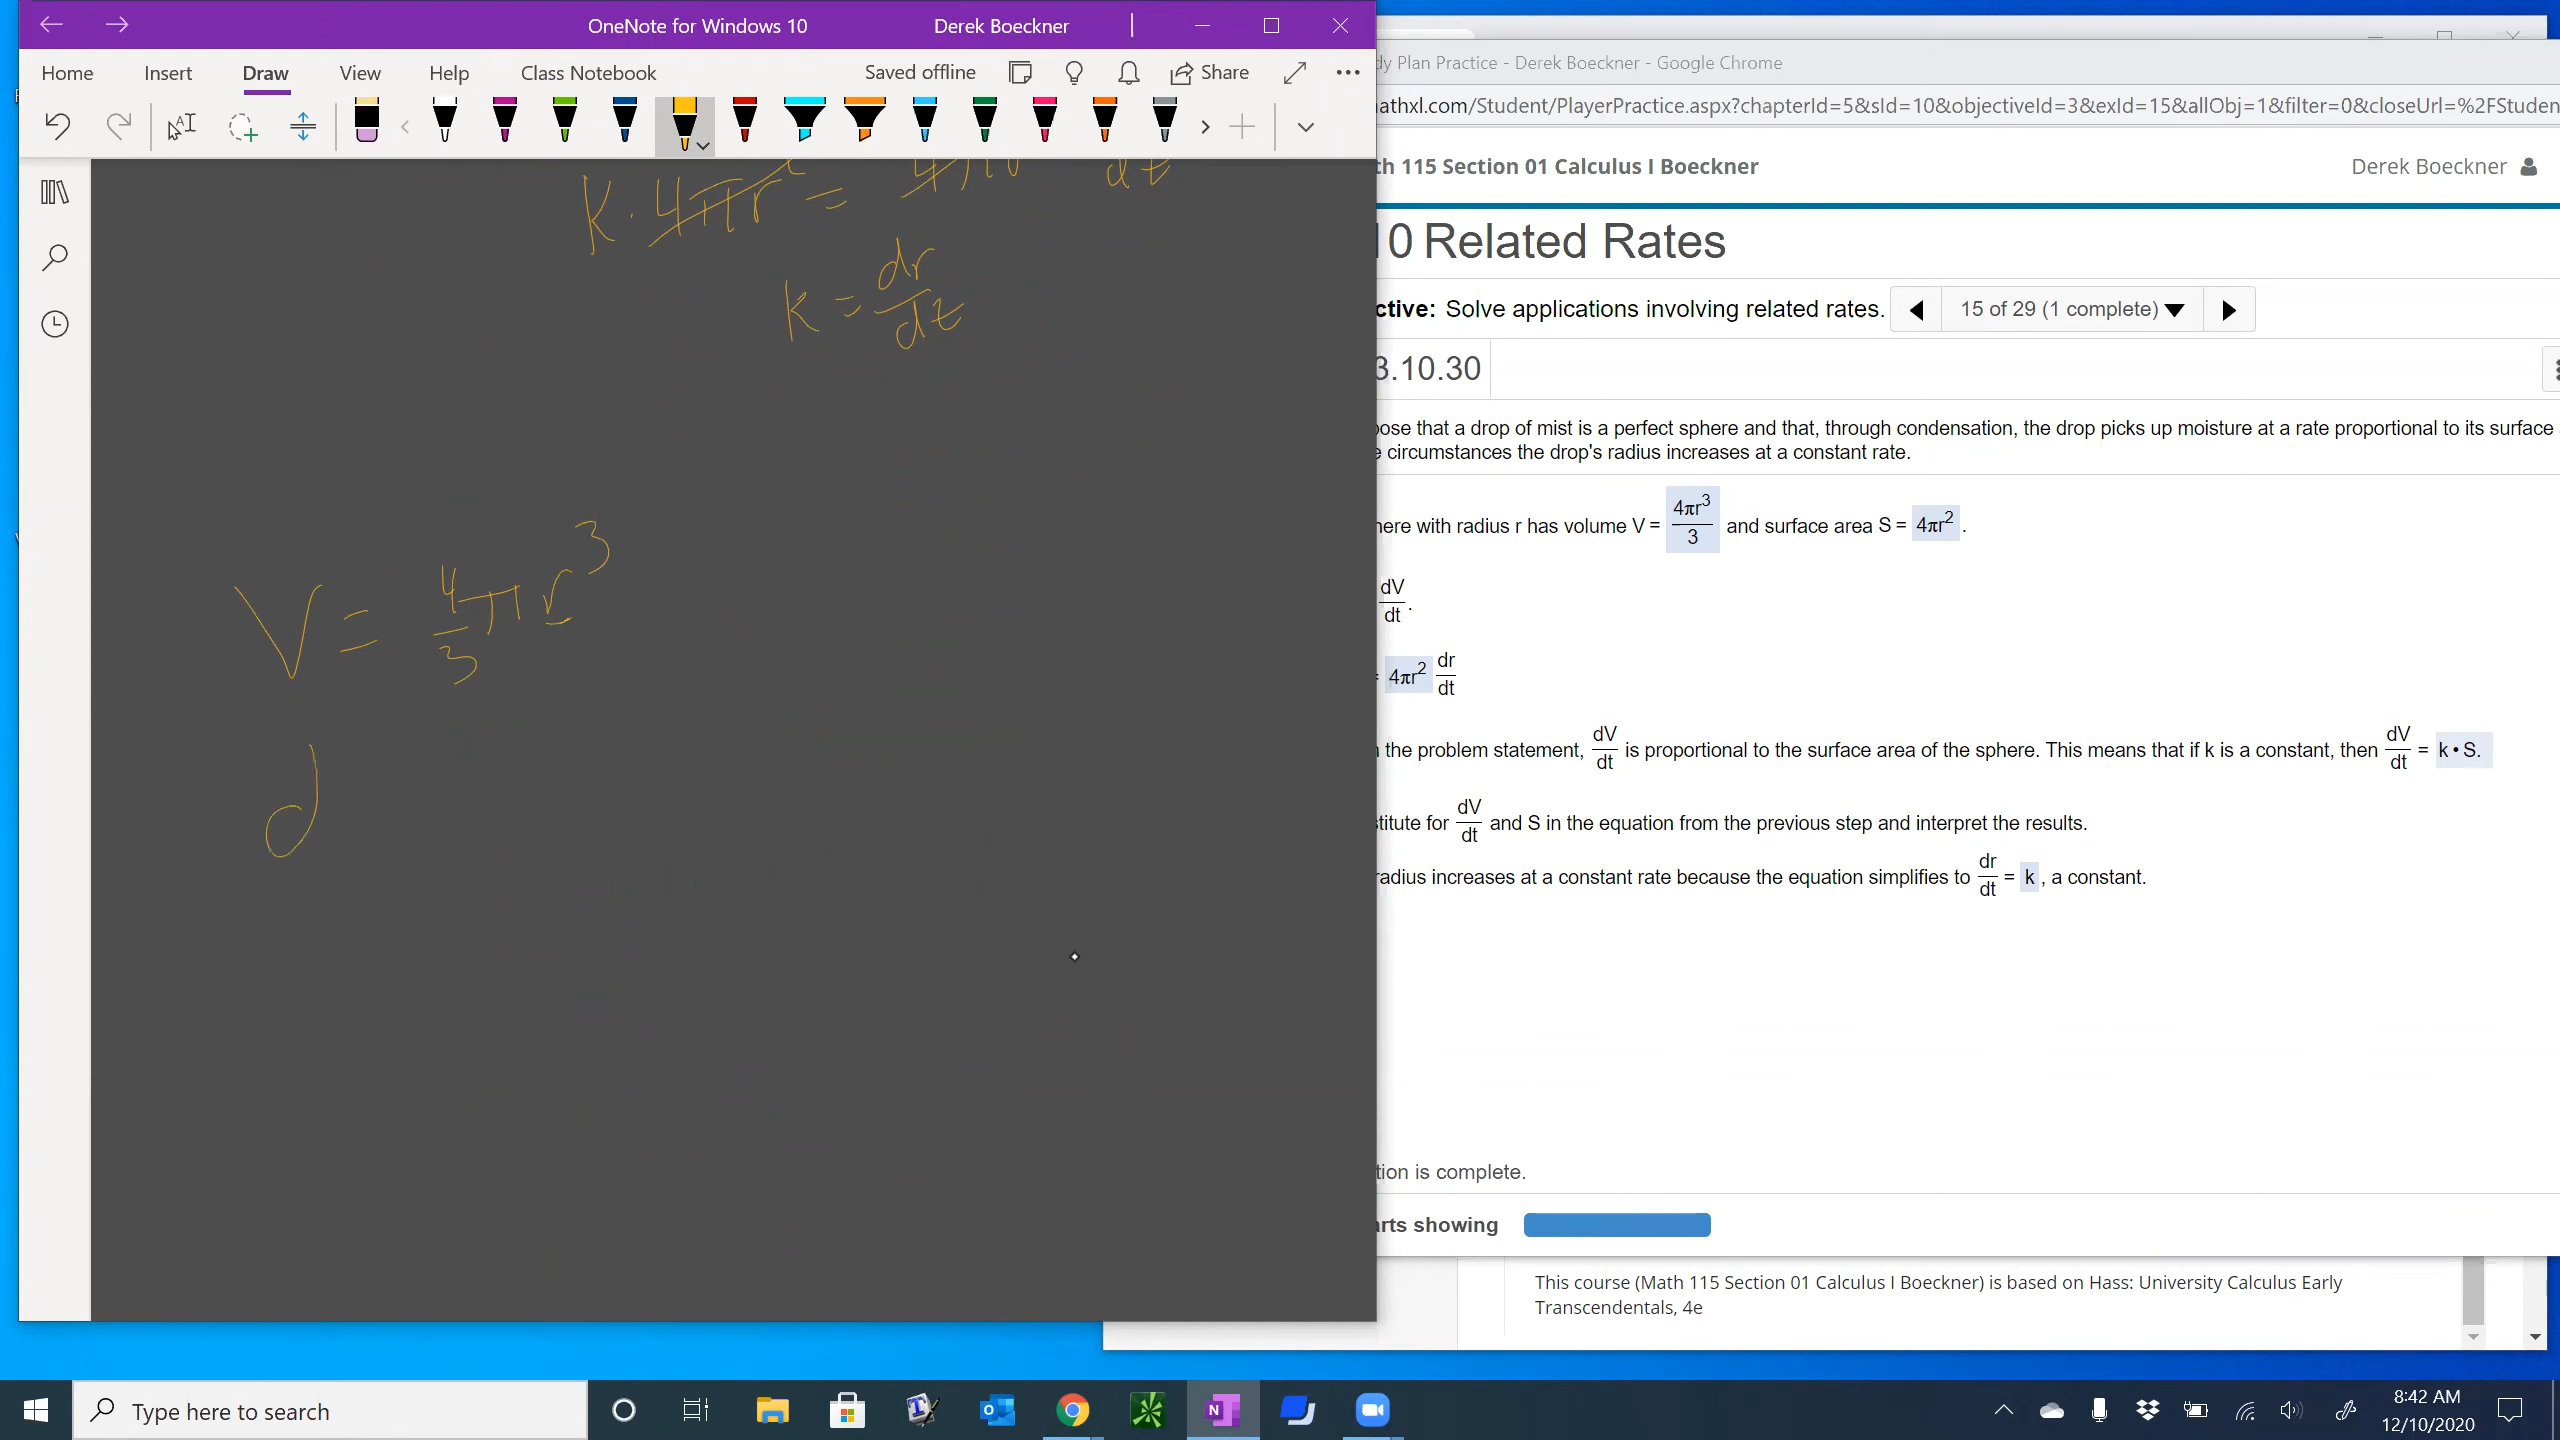 OneNote for Windows 10
Derek Boeckner
Home Insert Draw View Help Class Notebook
Saved offline
Share
k = dr/dt
V = 4/3 πr³
d
dy Plan Practice - Derek Boeckner - Google Chrome
mathxl.com/Student/PlayerPractice.aspx?chapterId=5&sId=10&objectiveId=3&exId=15&allObj=1&filter=0&closeUrl=%2FStuden
th 115 Section 01 Calculus I Boeckner
Derek Boeckner
10 Related Rates
ctive: Solve applications involving related rates.
15 of 29 (1 complete)
3.10.30
pose that a drop of mist is a perfect sphere and that, through condensation, the drop picks up moisture at a rate proportional to its surface
e circumstances the drop's radius increases at a constant rate.
here with radius r has volume V = 4πr³/3 and surface area S = 4πr².
dV/dt.
= 4πr² dr/dt
n the problem statement, dV/dt is proportional to the surface area of the sphere. This means that if k is a constant, then dV/dt = k • S.
titute for dV/dt and S in the equation from the previous step and interpret the results.
radius increases at a constant rate because the equation simplifies to dr/dt = k, a constant.
tion is complete.
arts showing
This course (Math 115 Section 01 Calculus I Boeckner) is based on Hass: University Calculus Early
Transcendentals, 4e
Type here to search
8:42 AM
12/10/2020